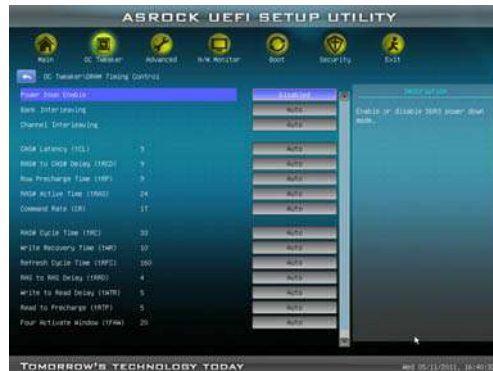 ASROCK UEFI SETUP UTILITY
Main OC Tweaker Advanced H/W Monitor Boot Security Exit
OC Tweaker\DRAM Timing Control
Power Down Enable Disabled
Bank Interleaving Auto
Channel Interleaving Auto
CAS# Latency (tCL) 9 Auto
RAS# to CAS# Delay (tRCD) 9 Auto
Row Precharge Time (tRP) 9 Auto
RAS# Active Time (tRAS) 24 Auto
Command Rate (CR) 1T Auto
RAS# Cycle Time (tRC) 33 Auto
Write Recovery Time (tWR) 10 Auto
Refresh Cycle Time (tRFC) 160 Auto
RAS to RAS Delay (tRRD) 4 Auto
Write to Read Delay (tWTR) 5 Auto
Read to Precharge (tRTP) 5 Auto
Four Activate Window (tFAW) 20 Auto
Description
Enable or disable DDR3 power down
mode.
TOMORROW'S TECHNOLOGY TODAY
Wed 05/11/2011,